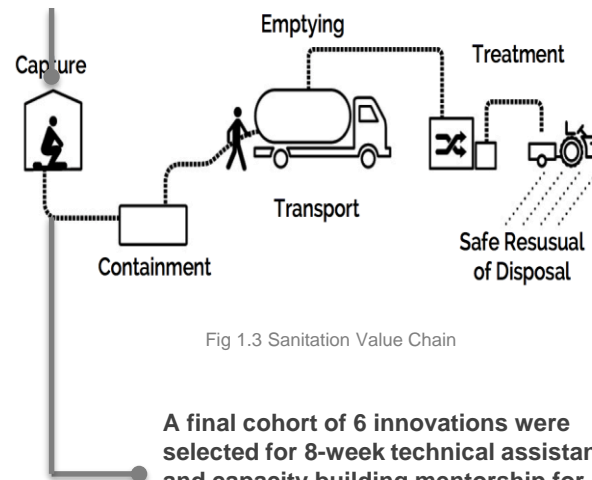 Emptying
Capture
Treatment
Transport
Containment
Safe Resusual
of Disposal
Fig 1.3 Sanitation Value Chain
A final cohort of 6 innovations were
selected for 8-week technical
and capacity building mentorship for